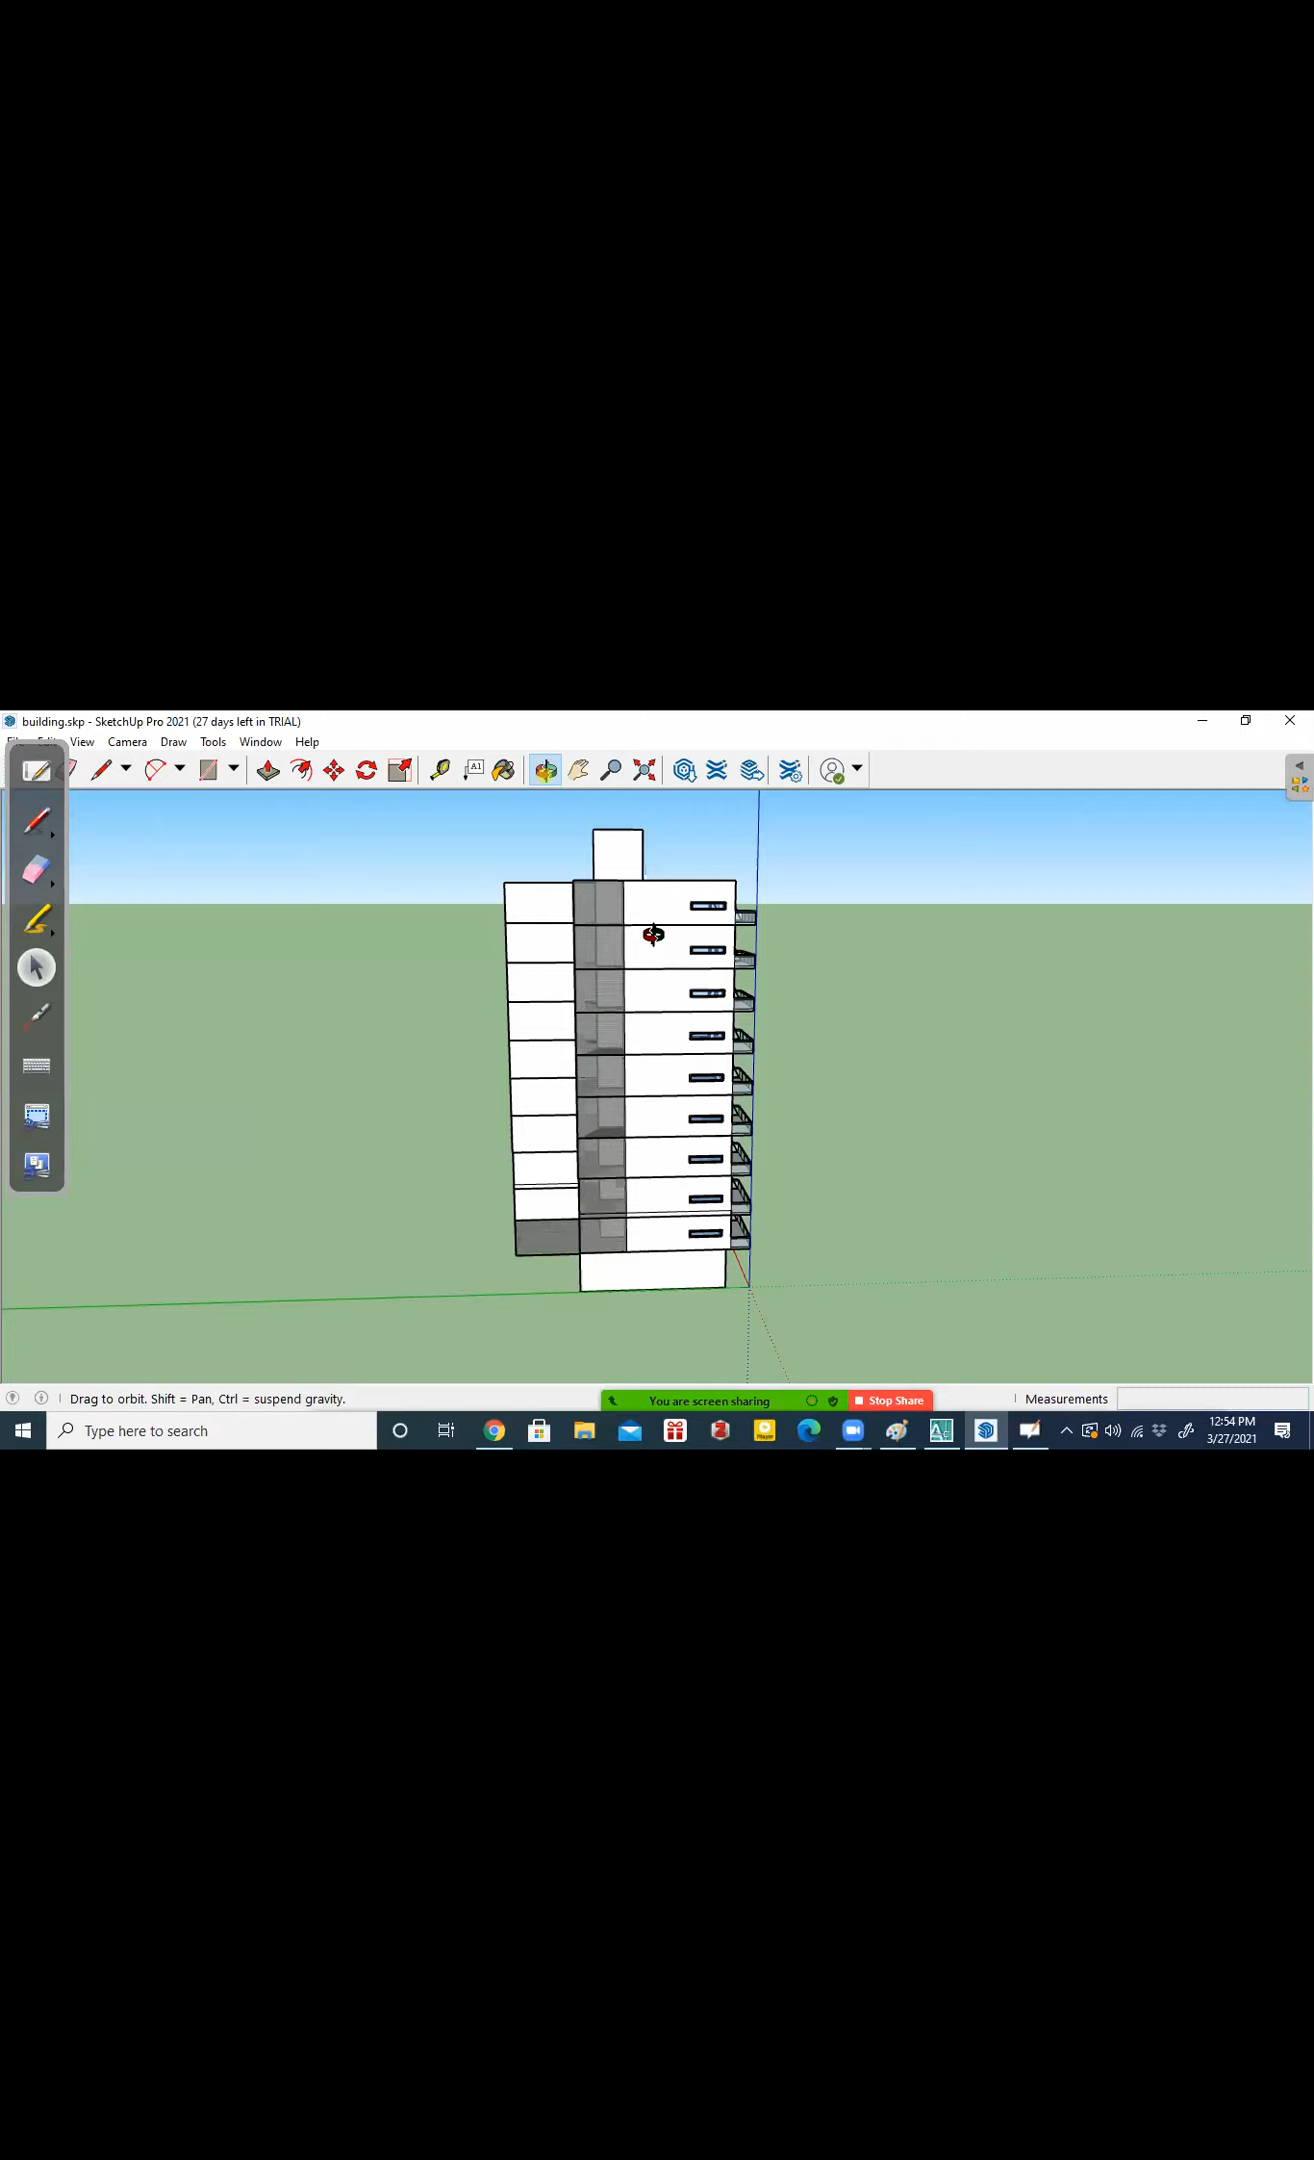 building.skp - SketchUp Pro 2021 (27 days left in TRIAL)
View Camera Draw Tools Window Help
A1
Drag to orbit. Shift = Pan, Ctrl = suspend gravity.
You are screen sharing
Stop Share
Measurements
Type here to search
12:54 PM
3/27/2021